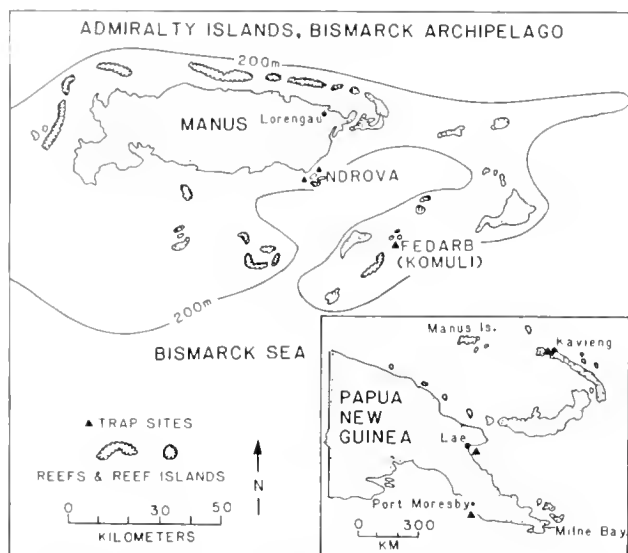 ADMIRALTY ISLANDS, BISMARCK ARCHIPELAGO
200m
MANUS
Lorengau
NDROVA
FEDARB
(KOMULI)
200m
BISMARCK SEA
▲ TRAP SITES
REEFS & REEF ISLANDS
N
0 10 30 50
KILOMETERS
Manus Is.
Kavieng
PAPUA
NEW
GUINEA
Lae
Port Moresby
Milne Bay
0 300
KM